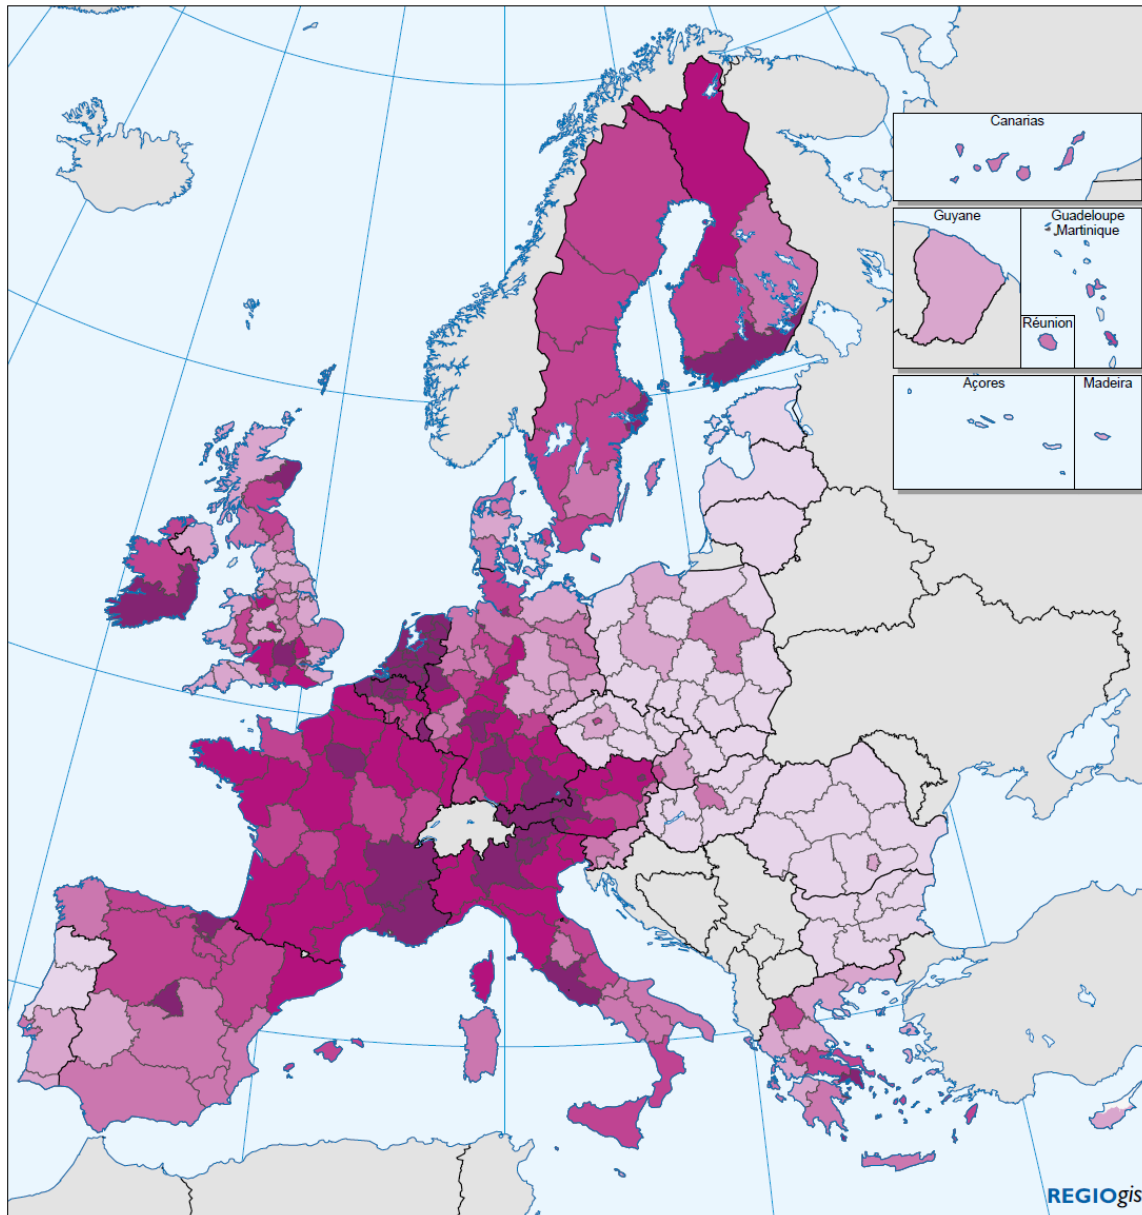 Canarias
Guyane
Guadeloupe
Martinique
Réunion
Açores
Madeira
REGIOgis